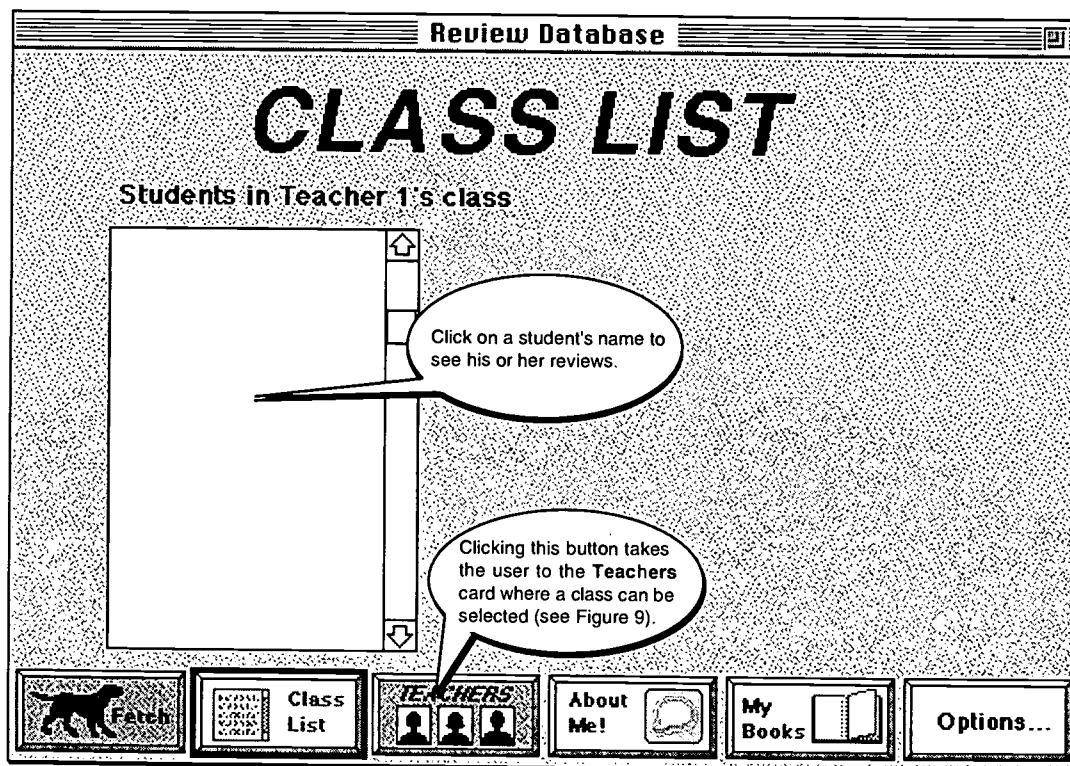 Review Database
CLASS LIST
Students in Teacher 1's class
Click on a student's name to
see his or her reviews.
Clicking this button takes
the user to the Teachers
card where a class can be
selected (see Figure 9).
Fetch
Class
List
TEACHERS
About
Me!
My
Books
Options...